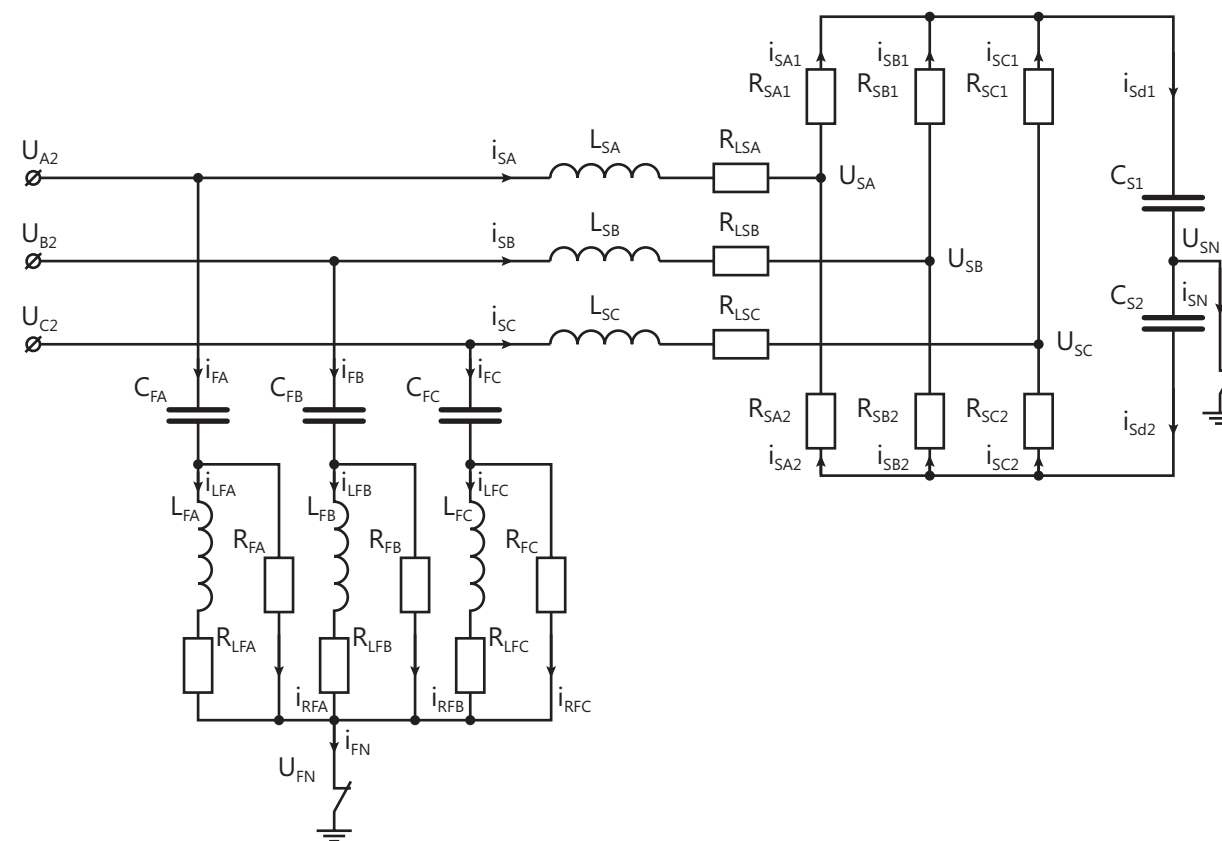 i_SA1 i_SB1 i_SC1
R_SA1 R_SB1 R_SC1 i_Sd1
U_A2 i_SA L_SA R_LSA U_SA C_S1
U_B2 i_SB L_SB R_LSB U_SB U_SN
U_C2 i_SC L_SC R_LSC U_SC C_S2 i_SN
i_FA i_FB i_FC
C_FA C_FB C_FC
R_SA2 R_SB2 R_SC2 i_Sd2
i_SA2 i_SB2 i_SC2
i_LFA i_LFB i_LFC
L_FA L_FB L_FC
R_FA R_FB R_FC
R_LFA R_LFB R_LFC
i_RFA i_RFB i_RFC
i_FN
U_FN